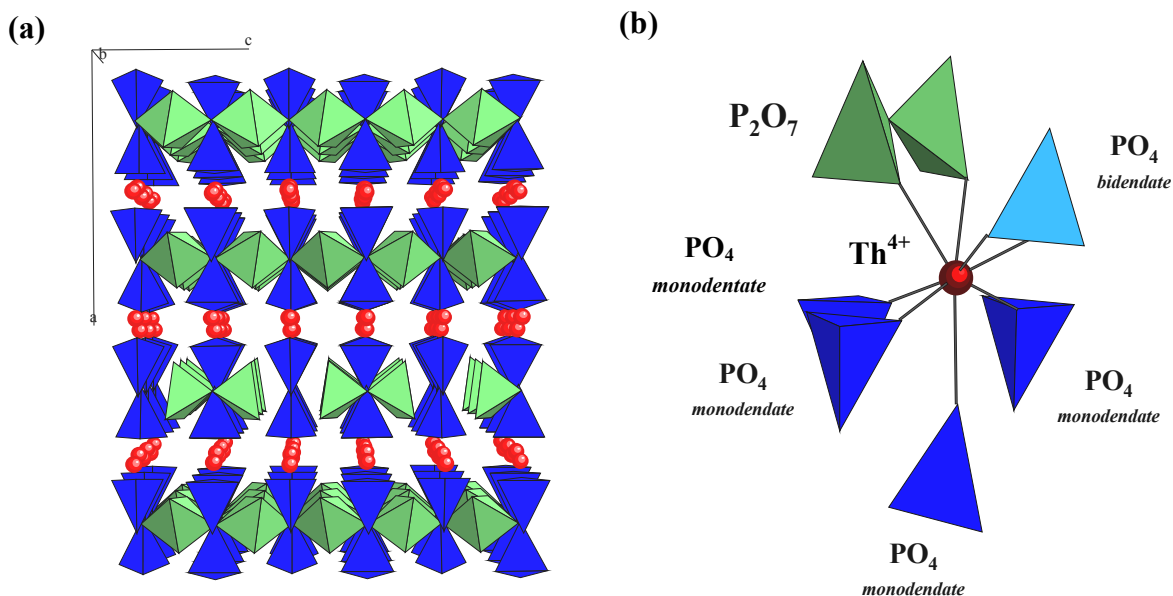 (a)
c
b
a
(b)
P₂O₇
PO₄
bidendate
Th⁴⁺
PO₄
monodentate
PO₄
monodendate
PO₄
monodendate
PO₄
monodendate